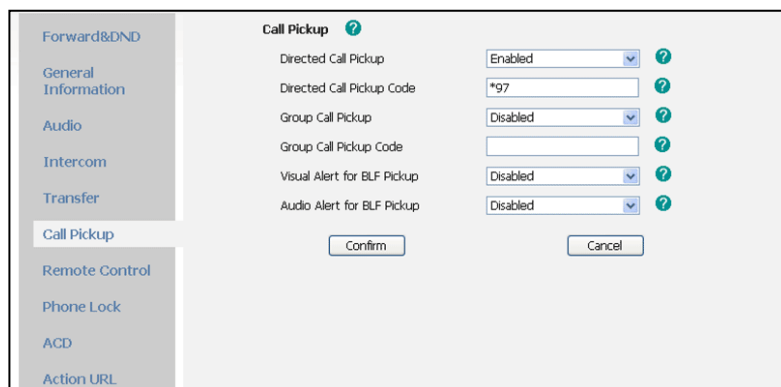 Forward&DND
General
Information
Audio
Intercom
Transfer
Call Pickup
Remote Control
Phone Lock
ACD
Action URL
Call Pickup ?
Directed Call Pickup Enabled ?
Directed Call Pickup Code *97 ?
Group Call Pickup Disabled ?
Group Call Pickup Code ?
Visual Alert for BLF Pickup Disabled ?
Audio Alert for BLF Pickup Disabled ?
Confirm Cancel